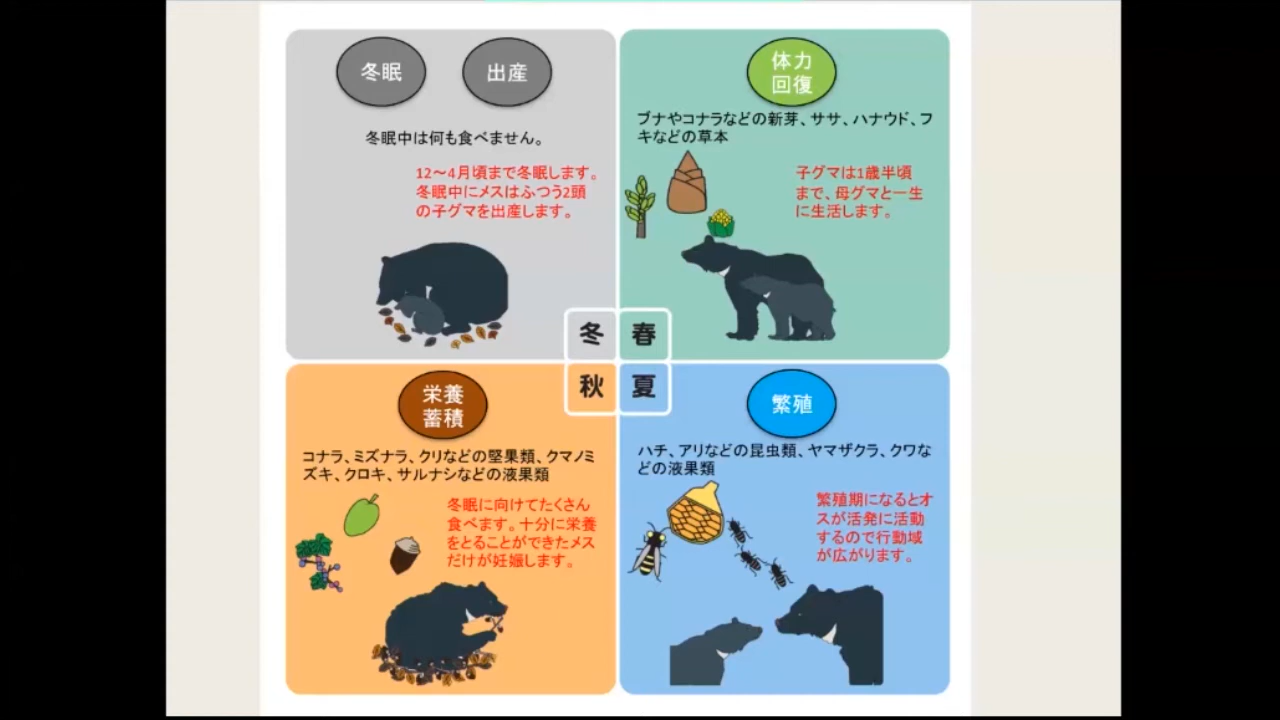 冬眠
出産
冬眠中は何も食べません。
12～4月頃まで冬眠します。
冬眠中にメスはふつう2頭
の子グマを出産します。
体力
回復
ブナやコナラなどの新芽、ササ、ハナウド、フ
キなどの草本
子グマは1歳半頃
まで、母グマと一生
に生活します。
冬
春
秋
夏
栄養
蓄積
コナラ、ミズナラ、クリなどの堅果類、クマノミ
ズキ、クロキ、サルナシなどの液果類
冬眠に向けてたくさん
食べます。十分に栄養
をとることができたメス
だけが妊娠します。
繁殖
ハチ、アリなどの昆虫類、ヤマザクラ、クワな
どの液果類
繁殖期になるとオ
スが活発に活動
するので行動域
が広がります。